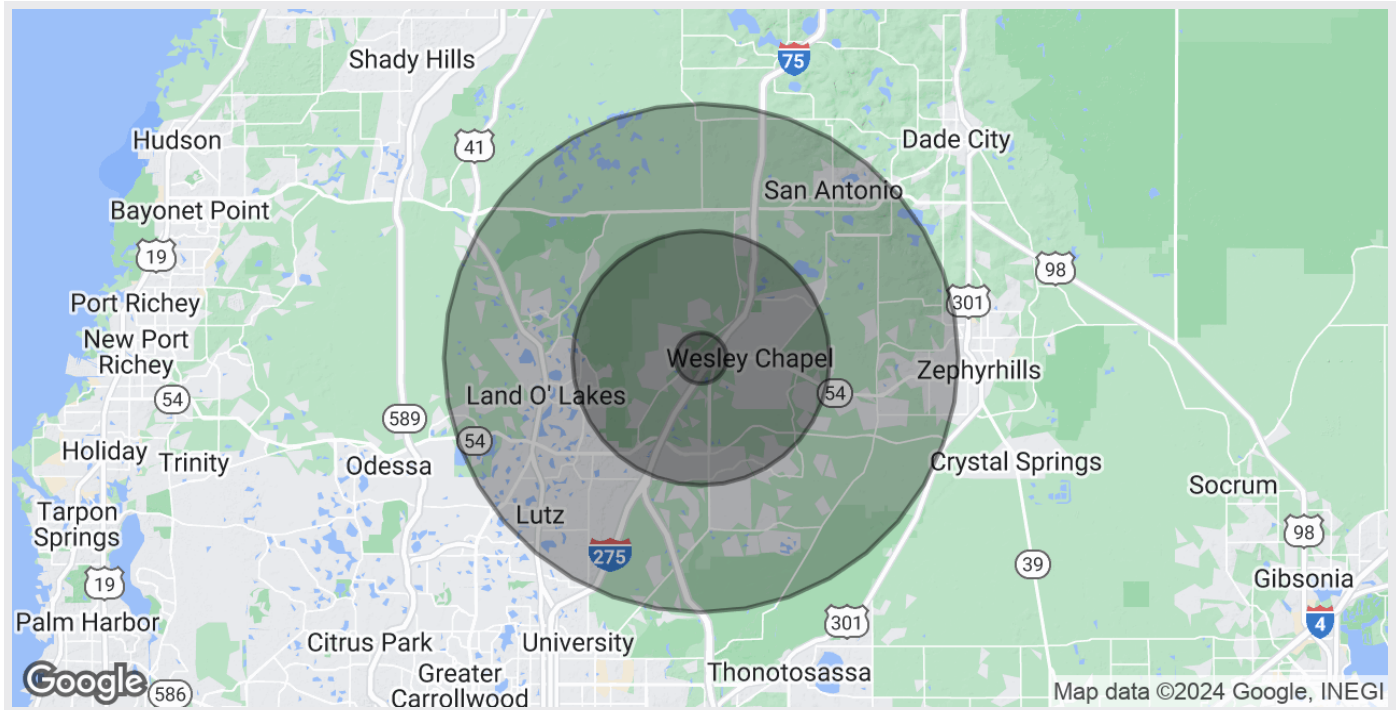 Shady Hills
75
Hudson
41
Dade City
San Antonio
Bayonet Point
19
98
Port Richey
301
New Port
Richey
Wesley Chapel
Zephyrhills
54
Land O' Lakes
54
589
54
Holiday
Trinity
Odessa
Crystal Springs
Socrum
Tarpon
Springs
Lutz
98
275
39
19
Gibsonia
Palm Harbor
Citrus Park
University
301
4
Greater
Carrollwood
Thonotosassa
Google
586
Map data ©2024 Google, INEGI